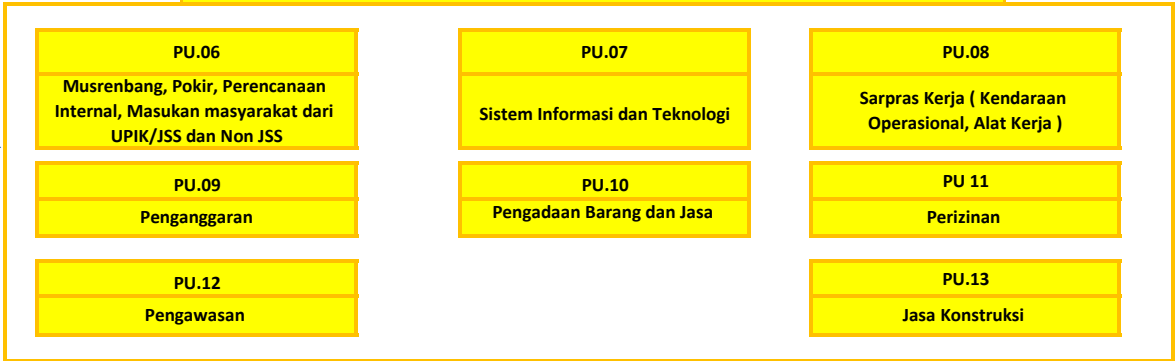 PU.06
Musrenbang, Pokir, Perencanaan
Internal, Masukan masyarakat dari
UPIK/JSS dan Non JSS
PU.07
Sistem Informasi dan Teknologi
PU.08
Sarpras Kerja ( Kendaraan
Operasional, Alat Kerja )
PU.09
Penganggaran
PU.10
Pengadaan Barang dan Jasa
PU 11
Perizinan
PU.12
Pengawasan
PU.13
Jasa Konstruksi